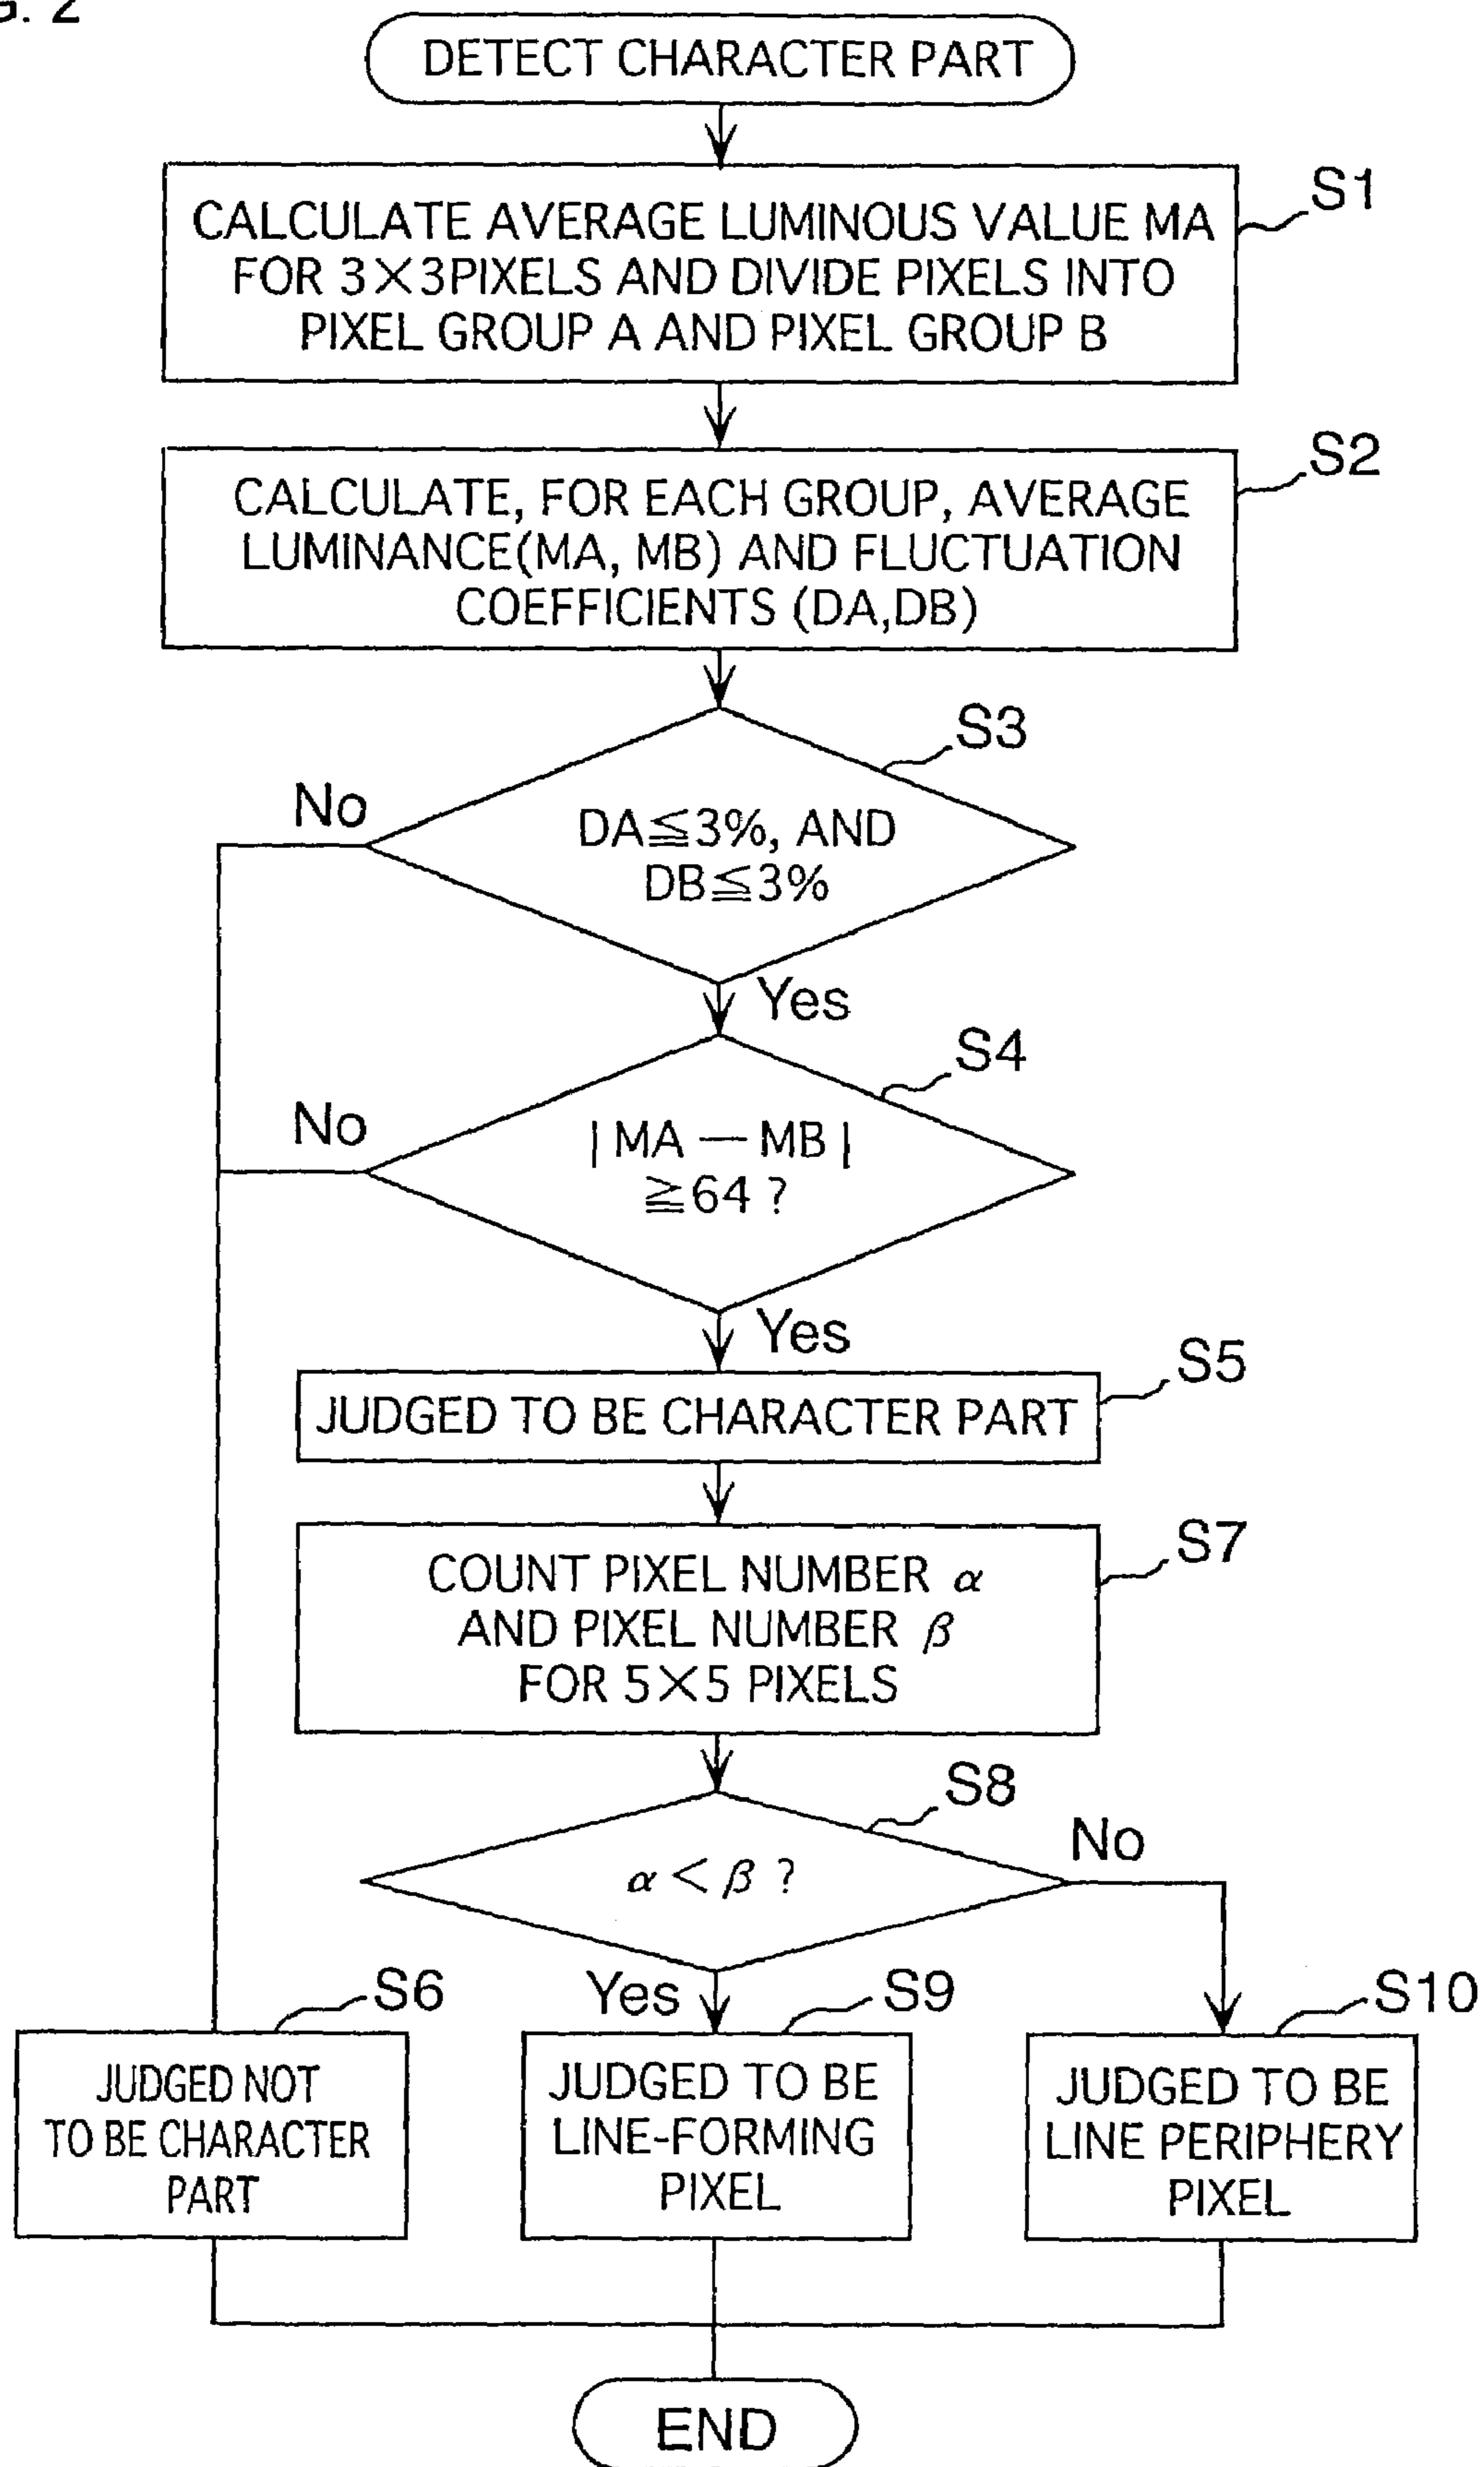 G. 2
DETECT CHARACTER PART
S1
CALCULATE AVERAGE LUMINOUS VALUE MA
FOR 3×3PIXELS AND DIVIDE PIXELS INTO
PIXEL GROUP A AND PIXEL GROUP B
S2
CALCULATE, FOR EACH GROUP, AVERAGE
LUMINANCE(MA, MB) AND FLUCTUATION
COEFFICIENTS (DA,DB)
S3
No
DA≦3%, AND
DB≦3%
Yes
S4
No
| MA — MB |
≧64 ?
Yes
S5
JUDGED TO BE CHARACTER PART
S7
COUNT PIXEL NUMBER α
AND PIXEL NUMBER β
FOR 5×5 PIXELS
S8
No
α < β ?
S6
Yes
S9
S10
JUDGED NOT
TO BE CHARACTER
PART
JUDGED TO BE
LINE-FORMING
PIXEL
JUDGED TO BE
LINE PERIPHERY
PIXEL
END